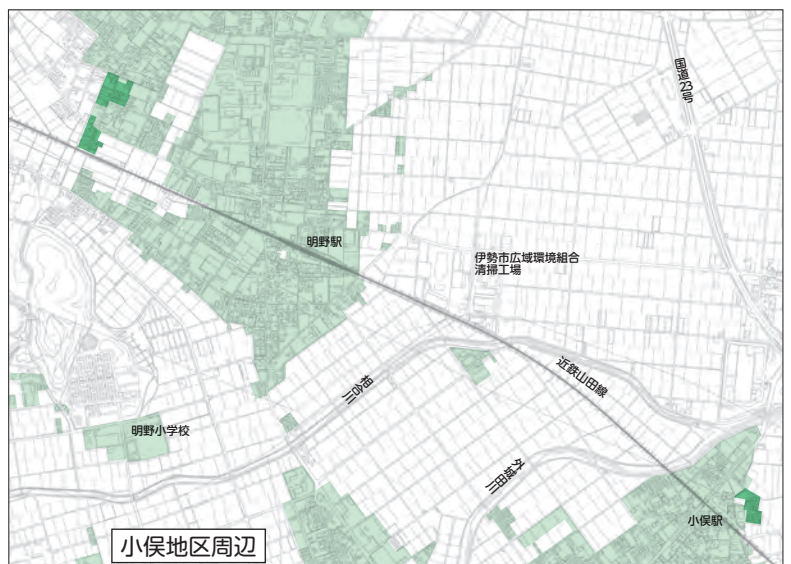 国道23号
明野駅
伊勢市広域環境組合
清掃工場
近鉄山田線
相合川
明野小学校
外城田川
小俣駅
小俣地区周辺